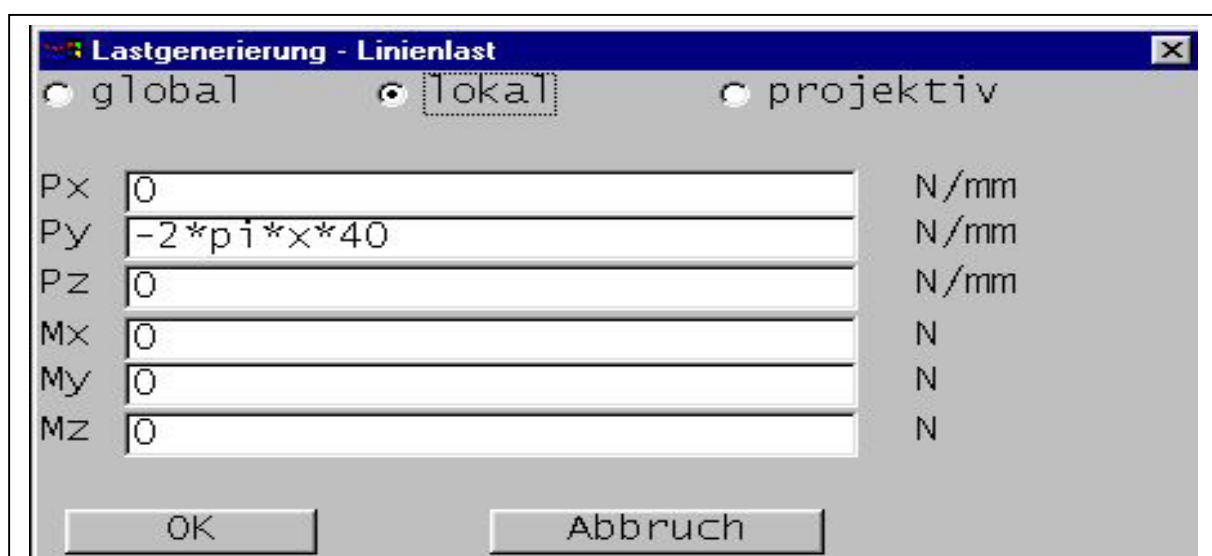 Lastgenerierung - Linienlast
global lokal projektiv
Px 0 N/mm
Py -2*pi*x*40 N/mm
Pz 0 N/mm
Mx 0 N
My 0 N
Mz 0 N
OK Abbruch